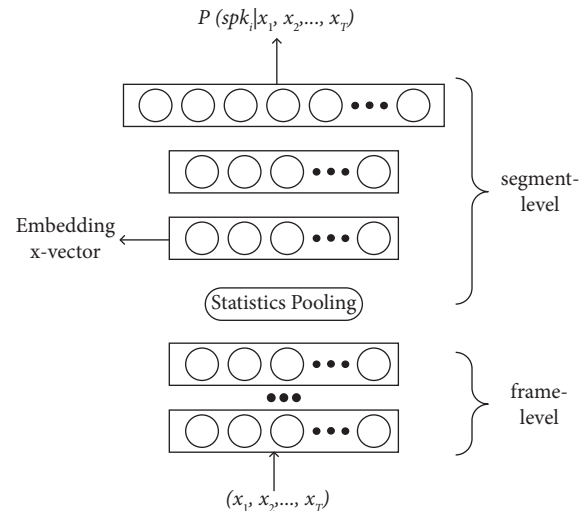 P (spkᵢ|x₁, x₂,..., x_T)
segment-
level
Embedding
x-vector
Statistics Pooling
frame-
level
(x₁, x₂,..., x_T)